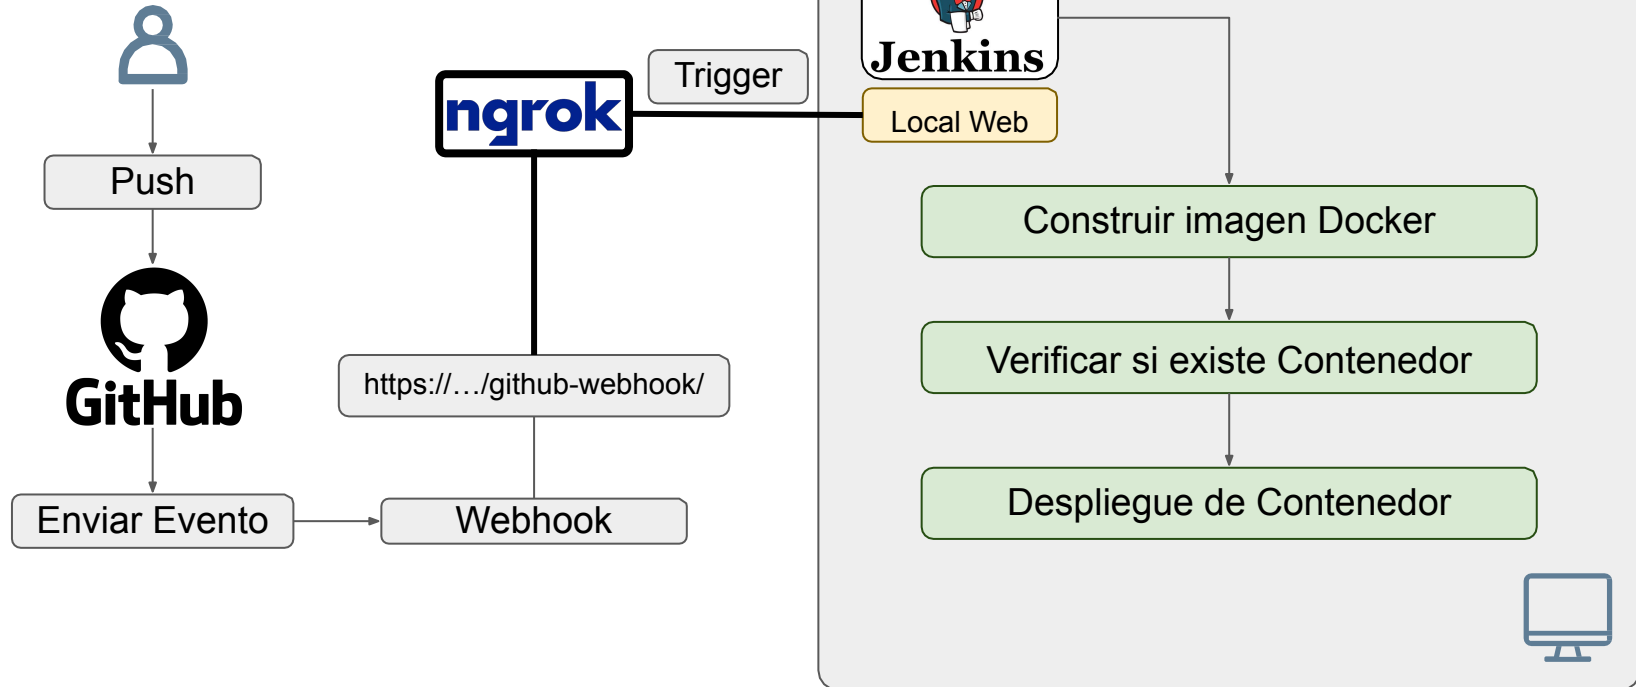 Push
GitHub
Enviar Evento
Webhook
https://…/github-webhook/
ngrok
Trigger
Jenkins
Local Web
Construir imagen Docker
Verificar si existe Contenedor
Despliegue de Contenedor